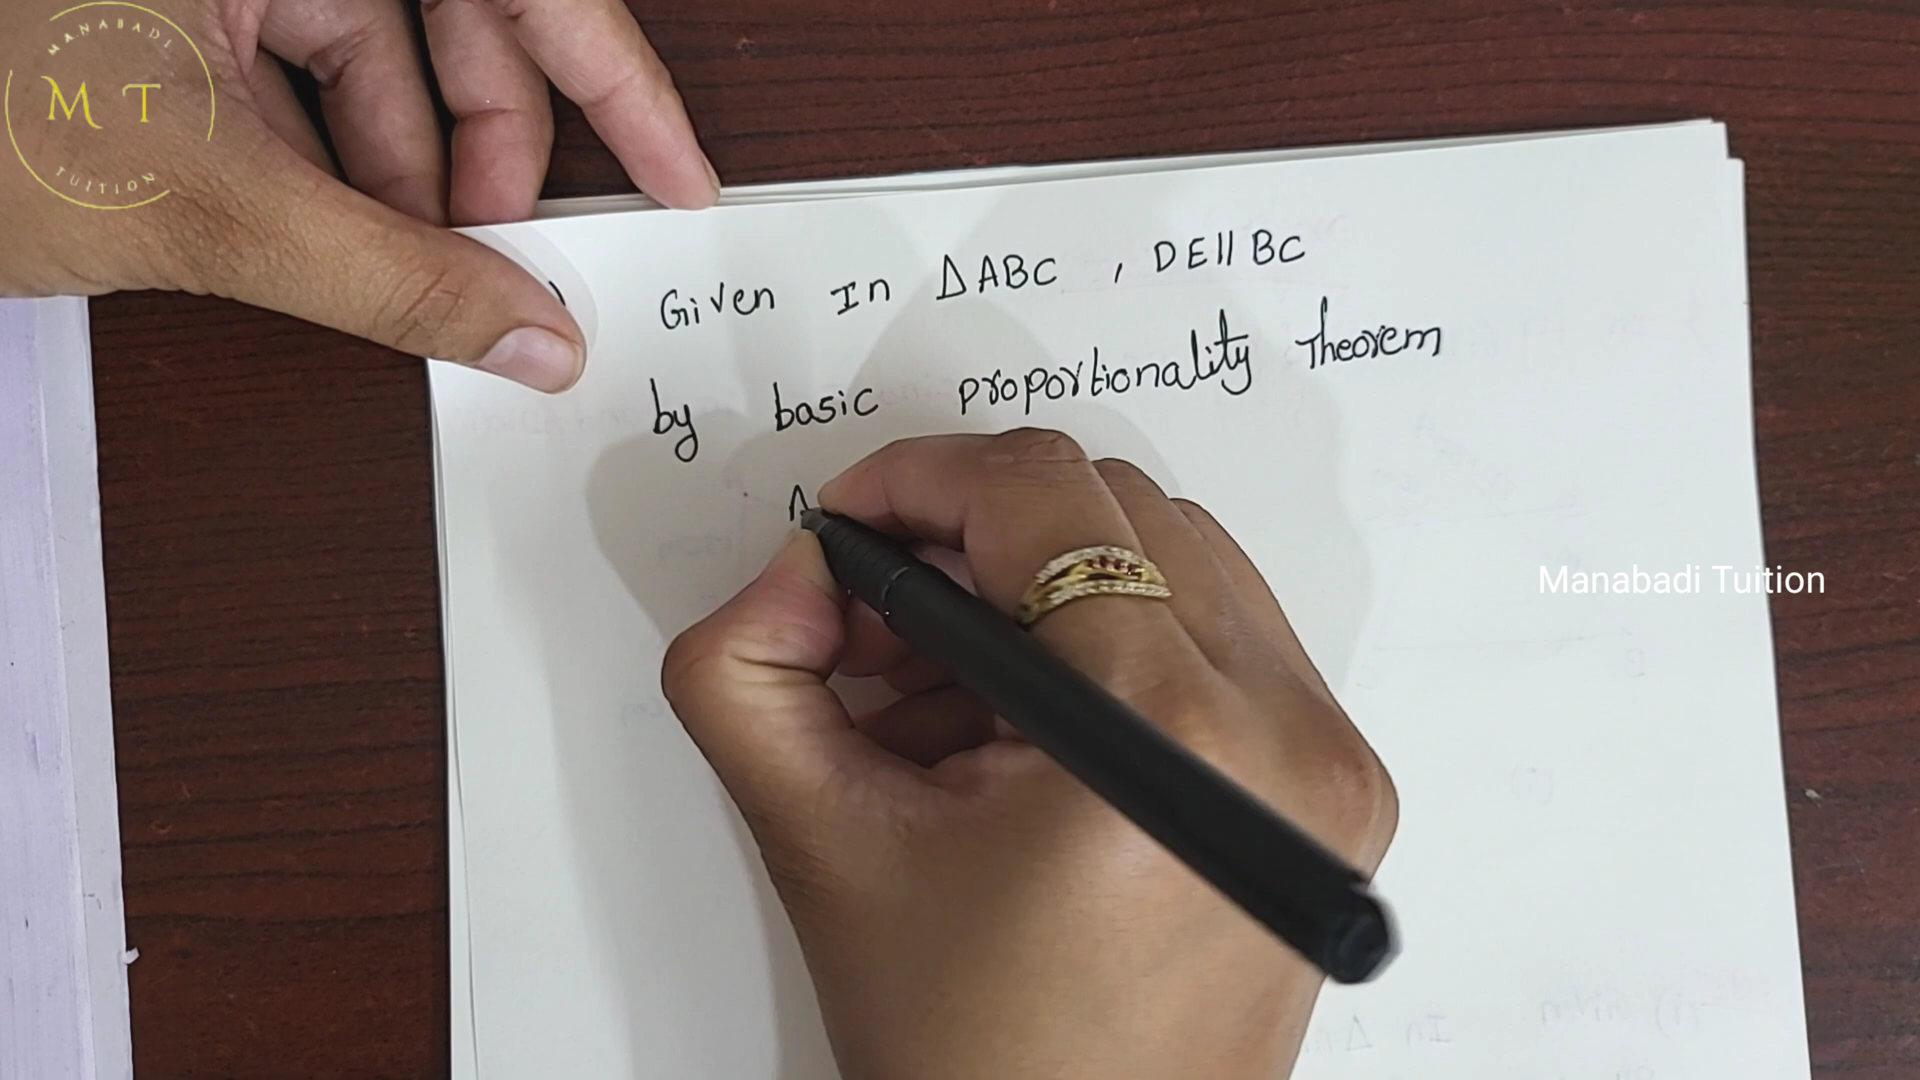 MANABADI
M T
TUITION
Given In ΔABC , DE||BC
by basic proportionality Theorem
A
Manabadi Tuition